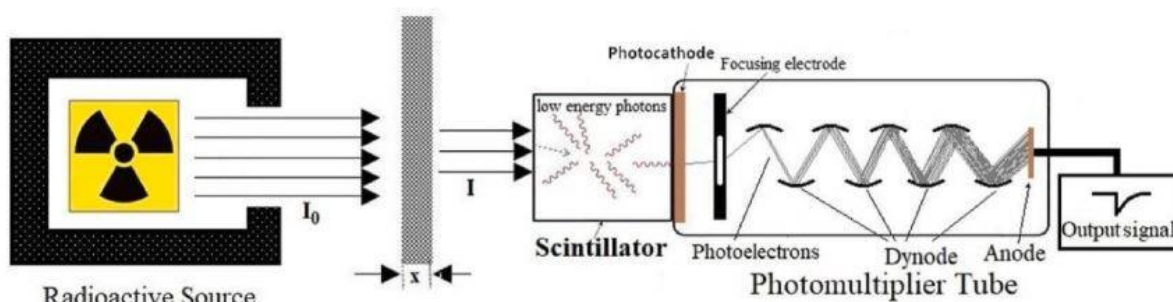 Photocathode
Focusing electrode
low energy photons
I₀
I
x
Scintillator
Photoelectrons
Dynode
Anode
Output signal
Photomultiplier Tube
Radioactive Source